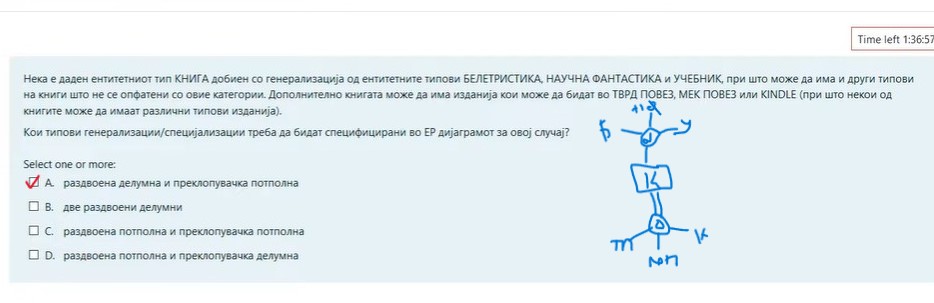 Time left 1:36:57
Нека е даден ентитетниот тип КНИГА добиен со генерализација од ентитетните типови БЕЛЕТРИСТИКА, НАУЧНА ФАНТАСТИКА и УЧЕБНИК, при што може да има и други типови
на книги што не се опфатени со овие категории. Дополнително книгата може да има изданија кои може да бидат во ТВРД ПОВЕЗ, МЕК ПОВЕЗ или KINDLE (при што некои од
книгите може да имаат различни типови изданија).
Кои типови генерализации/специјализации треба да бидат специфицирани во ЕР дијаграмот за овој случај?
Select one or more:
A. раздвоена делумна и преклопувачка потполна
B. две раздвоени делумни
C. раздвоена потполна и преклопувачка потполна
D. раздвоена потполна и преклопувачка делумна
Б
У
d
К
о
К